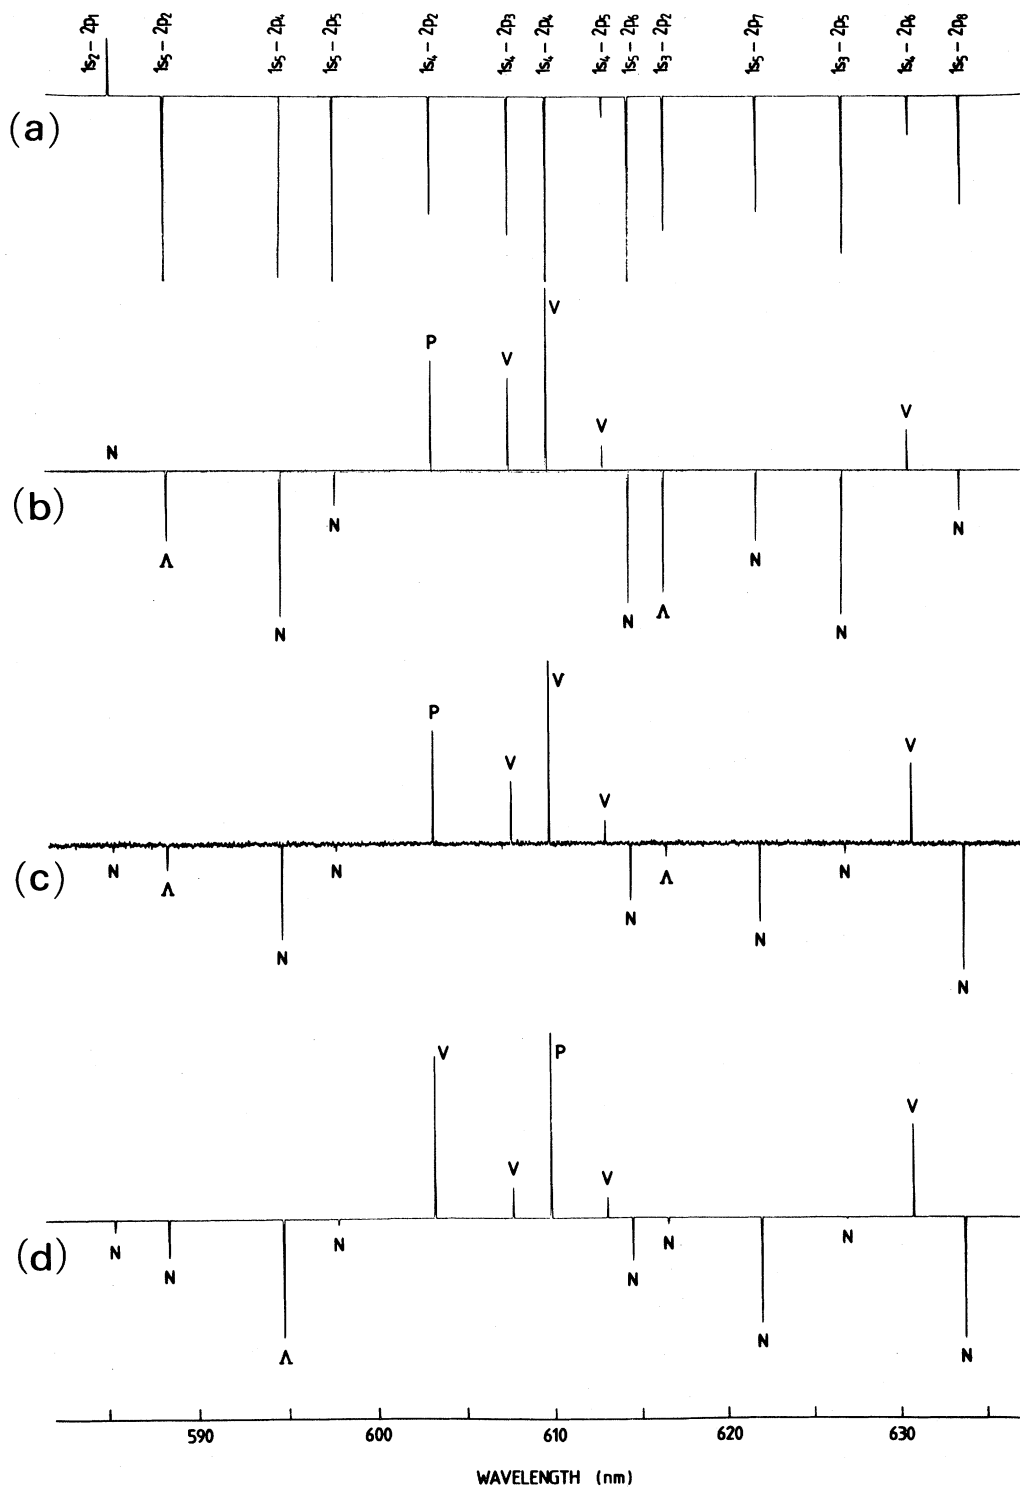 1s₂ – 2p₁
1s₅ – 2p₂
1s₅ – 2p₄
1s₅ – 2p₅
1s₄ – 2p₂
1s₄ – 2p₃
1s₄ – 2p₄
1s₄ – 2p₅
1s₅ – 2p₆
1s₃ – 2p₂
1s₅ – 2p₇
1s₃ – 2p₅
1s₄ – 2p₆
1s₅ – 2p₈
(a)
V
P
V
V
V
N
(b)
N
N
Λ
N
Λ
N
N
N
N
V
P
V
V
V
(c)
N
Λ
N
N
Λ
N
N
N
N
N
V
P
V
V
V
(d)
N
N
N
N
N
N
N
Λ
N
N
590
600
610
620
630
WAVELENGTH (nm)